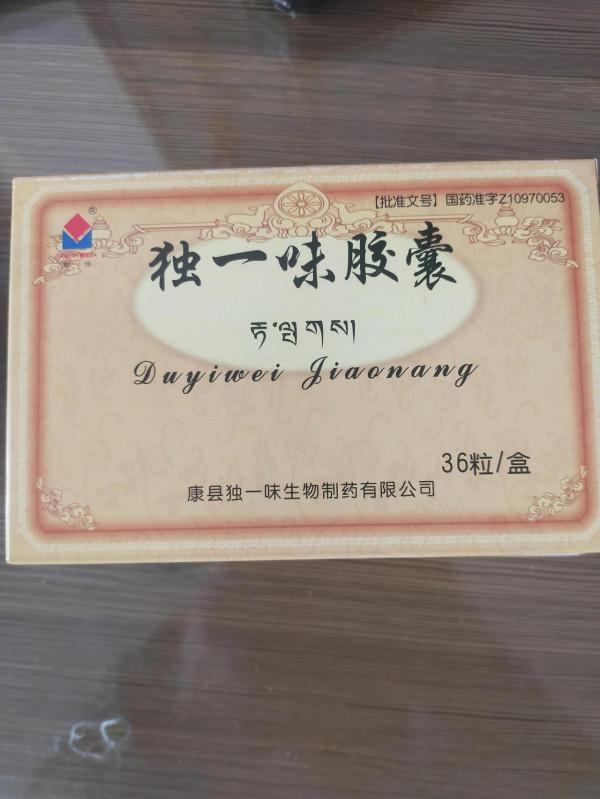 【批准文号】国药准字Z10970053
®
独一味胶囊
Duyiwei Jiaonang
36粒/盒
康县独一味生物制药有限公司